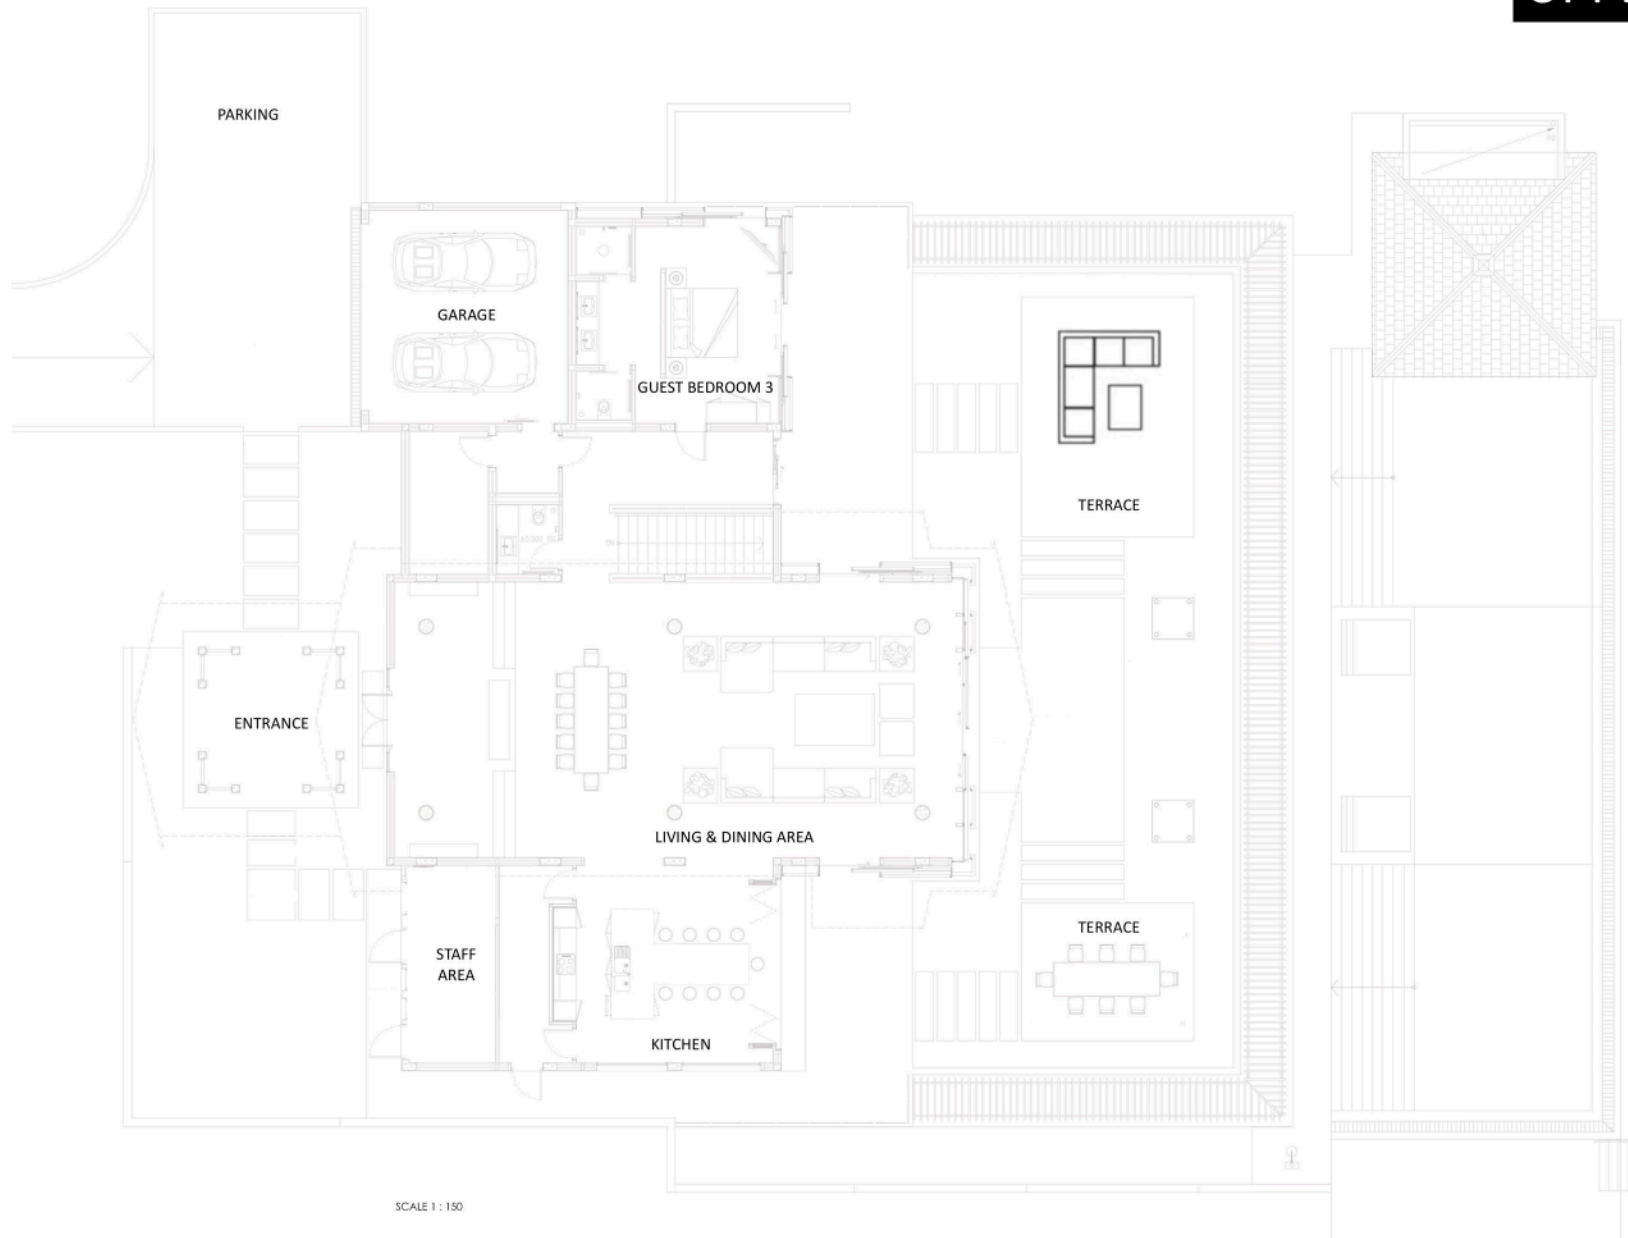 PARKING
GARAGE
GUEST BEDROOM 3
TERRACE
ENTRANCE
LIVING & DINING AREA
TERRACE
STAFF
AREA
KITCHEN
SCALE 1 : 150